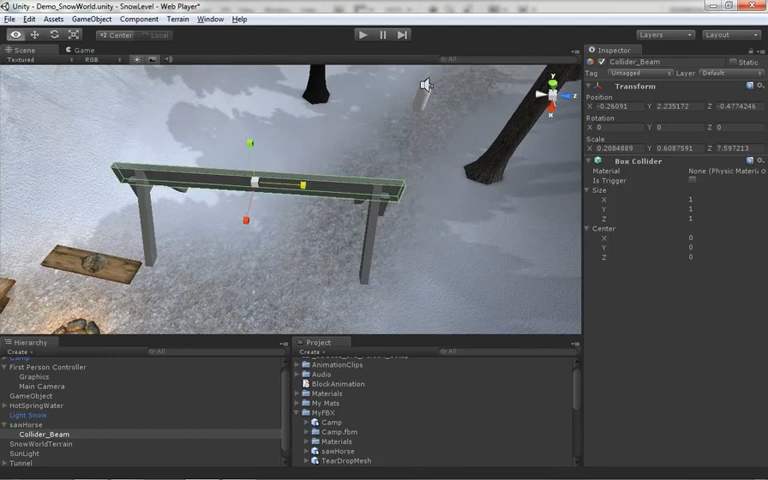 Unity - Demo_SnowWorld.unity - SnowLevel - Web Player*
File Edit Assets GameObject Component Terrain Window Help
Center Local Layers Layout
Scene Game
Textured RGB All
y
z
x
Inspector
Collider_Beam Static
Tag Untagged Layer Default
Transform
Position
X -0.26091 Y 2.235172 Z -0.4774246
Rotation
X 0 Y 0 Z 0
Scale
X 0.2084889 Y 0.6087591 Z 7.597213
Box Collider
Material None (Physic Materi
Is Trigger
Size
X 1
Y 1
Z 1
Center
X 0
Y 0
Z 0
Hierarchy
Create All
Camp
First Person Controller
Graphics
Main Camera
GameObject
HotSpringWater
Light Snow
sawHorse
Collider_Beam
SnowWorldTerrain
SunLight
Tunnel
Project
Create All
AnimationClips
Audio
BlockAnimation
Materials
My Mats
MyFBX
Camp
Camp.fbm
Materials
sawHorse
TearDropMesh